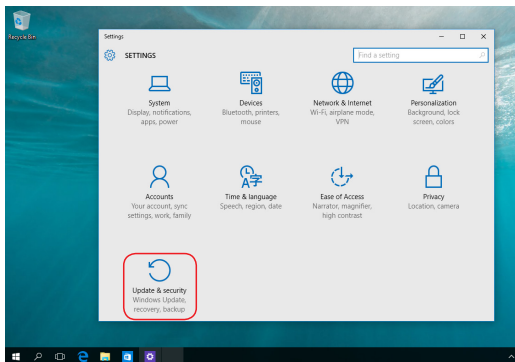 Recycle Bin
Settings
SETTINGS
Find a setting
System
Display, notifications,
apps, power
Devices
Bluetooth, printers,
mouse
Network & Internet
Wi-Fi, airplane mode,
VPN
Personalization
Background, lock
screen, colors
Accounts
Your account, sync
settings, work, family
Time & language
Speech, region, date
Ease of Access
Narrator, magnifier,
high contrast
Privacy
Location, camera
Update & security
Windows Update,
recovery, backup